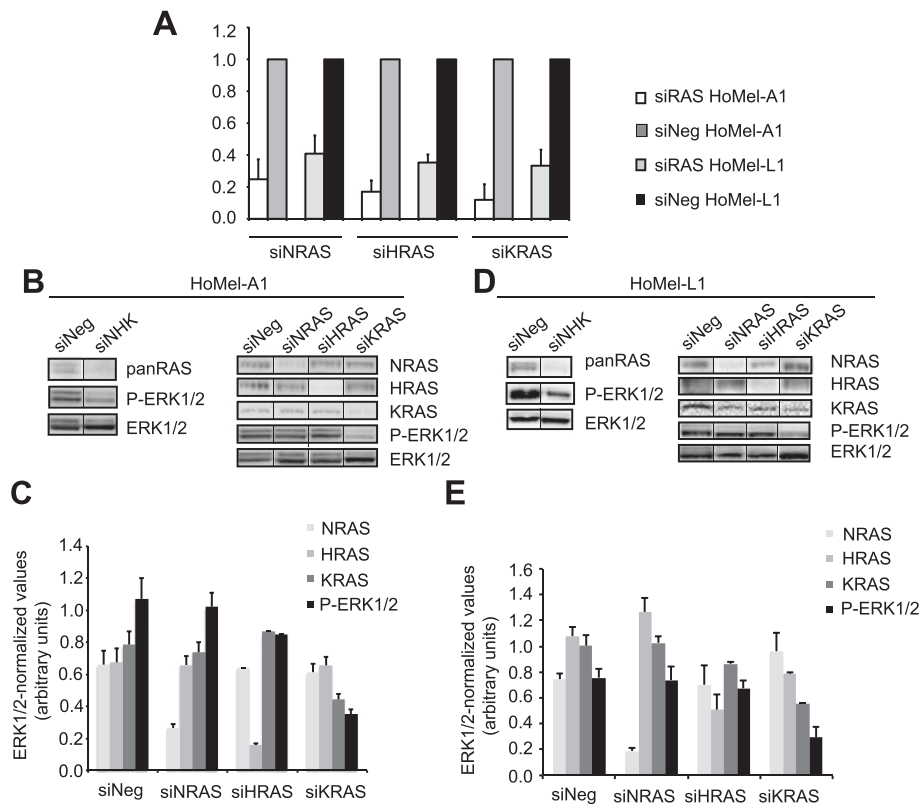 A
1.2
1.0
0.8
0.6
0.4
0.2
0.0
siNRAS
siHRAS
siKRAS
siRAS HoMel-A1
siNeg HoMel-A1
siRAS HoMel-L1
siNeg HoMel-L1
B
HoMel-A1
siNeg
siNHK
panRAS
P-ERK1/2
ERK1/2
siNeg
siNRAS
siHRAS
siKRAS
NRAS
HRAS
KRAS
P-ERK1/2
ERK1/2
D
HoMel-L1
siNeg
siNHK
panRAS
P-ERK1/2
ERK1/2
siNeg
siNRAS
siHRAS
siKRAS
NRAS
HRAS
KRAS
P-ERK1/2
ERK1/2
C
ERK1/2-normalized values
(arbitrary units)
1.4
1.2
1.0
0.8
0.6
0.4
0.2
0.0
siNeg
siNRAS
siHRAS
siKRAS
NRAS
HRAS
KRAS
P-ERK1/2
E
ERK1/2-normalized values
(arbitrary units)
1.6
1.4
1.2
1.0
0.8
0.6
0.4
0.2
0.0
siNeg
siNRAS
siHRAS
siKRAS
NRAS
HRAS
KRAS
P-ERK1/2